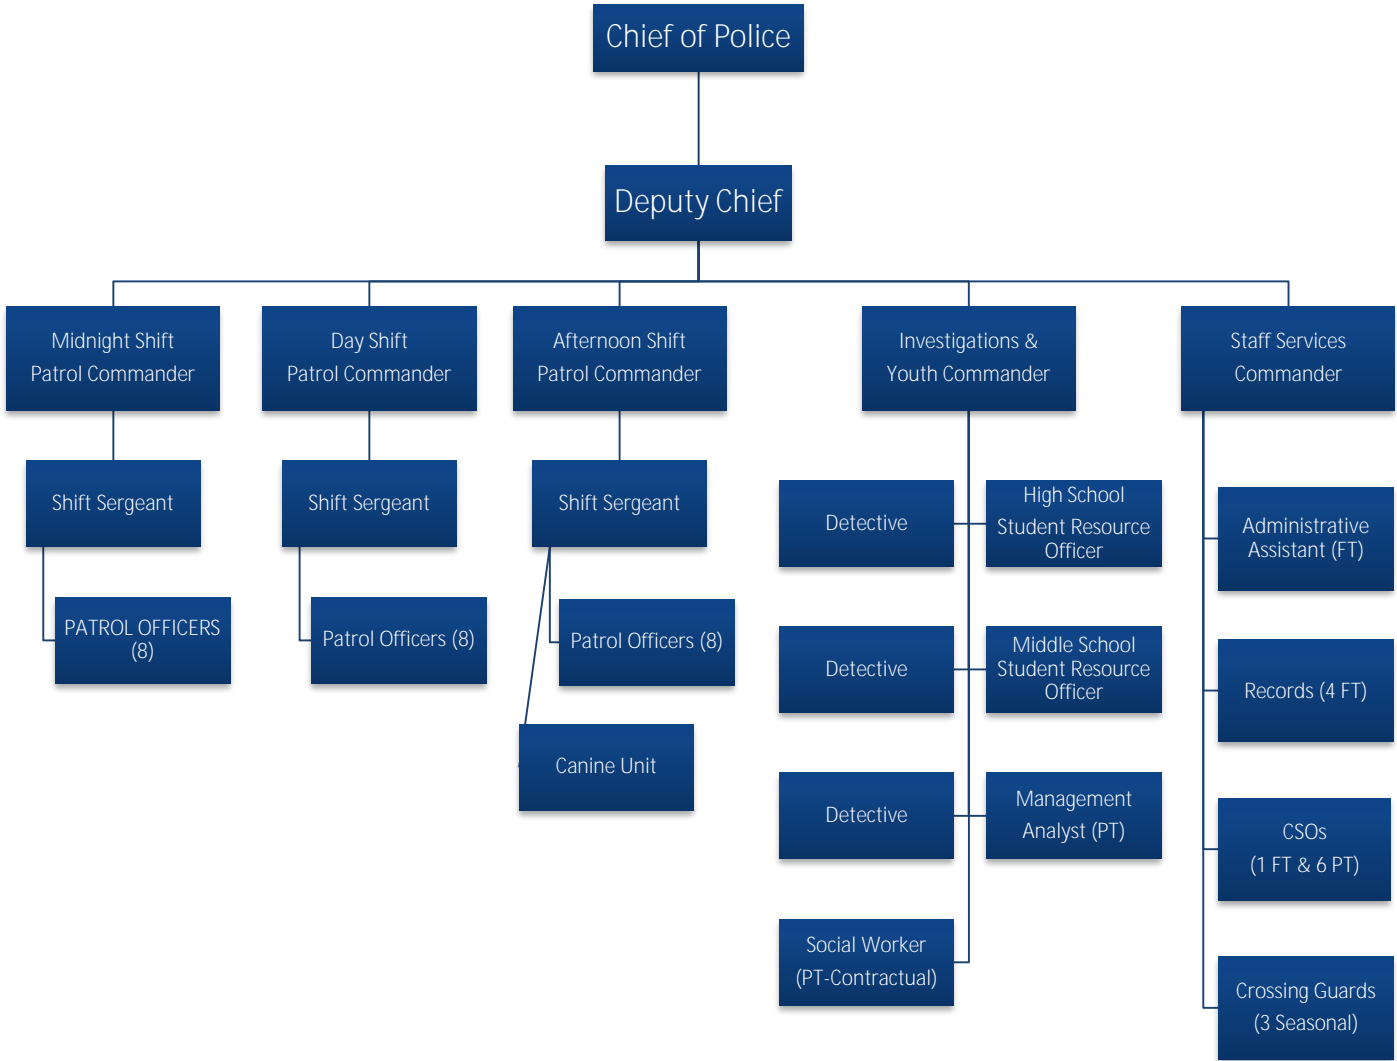 Chief of Police
Deputy Chief
Midnight Shift
Patrol Commander
Day Shift
Patrol Commander
Afternoon Shift
Patrol Commander
Investigations &
Youth Commander
Staff Services
Commander
Shift Sergeant
Shift Sergeant
Shift Sergeant
PATROL OFFICERS
(8)
Patrol Officers (8)
Patrol Officers (8)
Canine Unit
Detective
High School
Student Resource
Officer
Detective
Middle School
Student Resource
Officer
Detective
Management
Analyst (PT)
Social Worker
(PT-Contractual)
Administrative
Assistant (FT)
Records (4 FT)
CSOs
(1 FT & 6 PT)
Crossing Guards
(3 Seasonal)